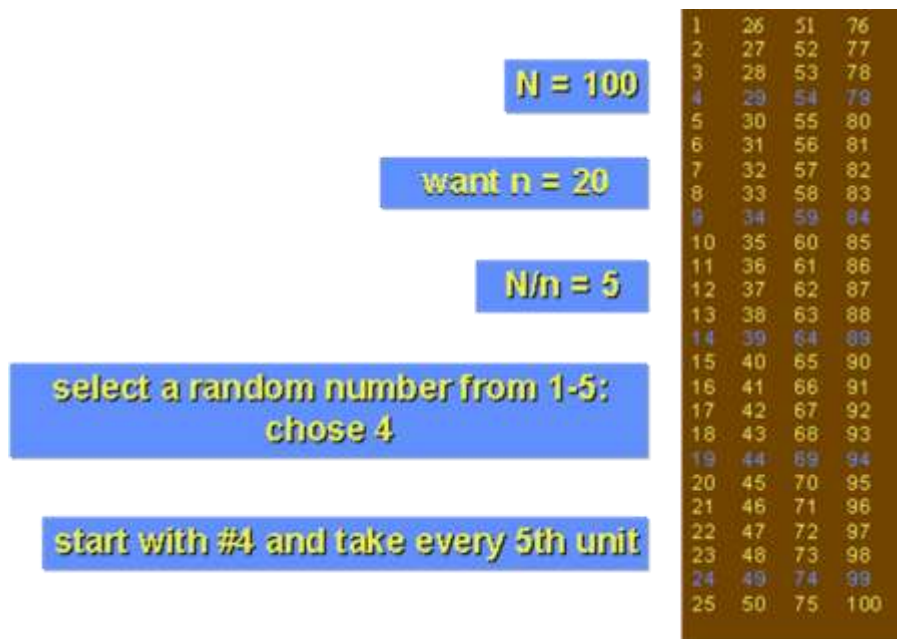 N = 100
want n = 20
N/n = 5
select a random number from 1-5:
chose 4
start with #4 and take every 5th unit
1 26 51 76
2 27 52 77
3 28 53 78
4 29 54 79
5 30 55 80
6 31 56 81
7 32 57 82
8 33 58 83
9 34 59 84
10 35 60 85
11 36 61 86
12 37 62 87
13 38 63 88
14 39 64 89
15 40 65 90
16 41 66 91
17 42 67 92
18 43 68 93
19 44 69 94
20 45 70 95
21 46 71 96
22 47 72 97
23 48 73 98
24 49 74 99
25 50 75 100